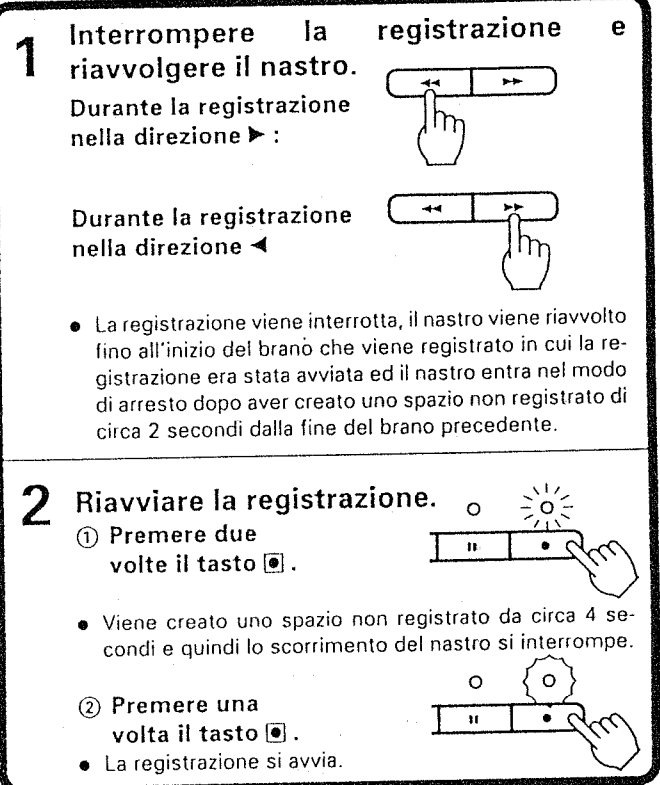 1 Interrompere la registrazione e
riavvolgere il nastro.
Durante la registrazione
nella direzione ► :
◄◄ ►►
Durante la registrazione
nella direzione ◄
◄◄ ►►
● La registrazione viene interrotta, il nastro viene riavvolto
fino all'inizio del brano che viene registrato in cui la re-
gistrazione era stata avviata ed il nastro entra nel modo
di arresto dopo aver creato uno spazio non registrato di
circa 2 secondi dalla fine del brano precedente.
2 Riavviare la registrazione.
① Premere due
volte il tasto ⏺ .
● Viene creato uno spazio non registrato da circa 4 se-
condi e quindi lo scorrimento del nastro si interrompe.
② Premere una
volta il tasto ⏺ .
● La registrazione si avvia.